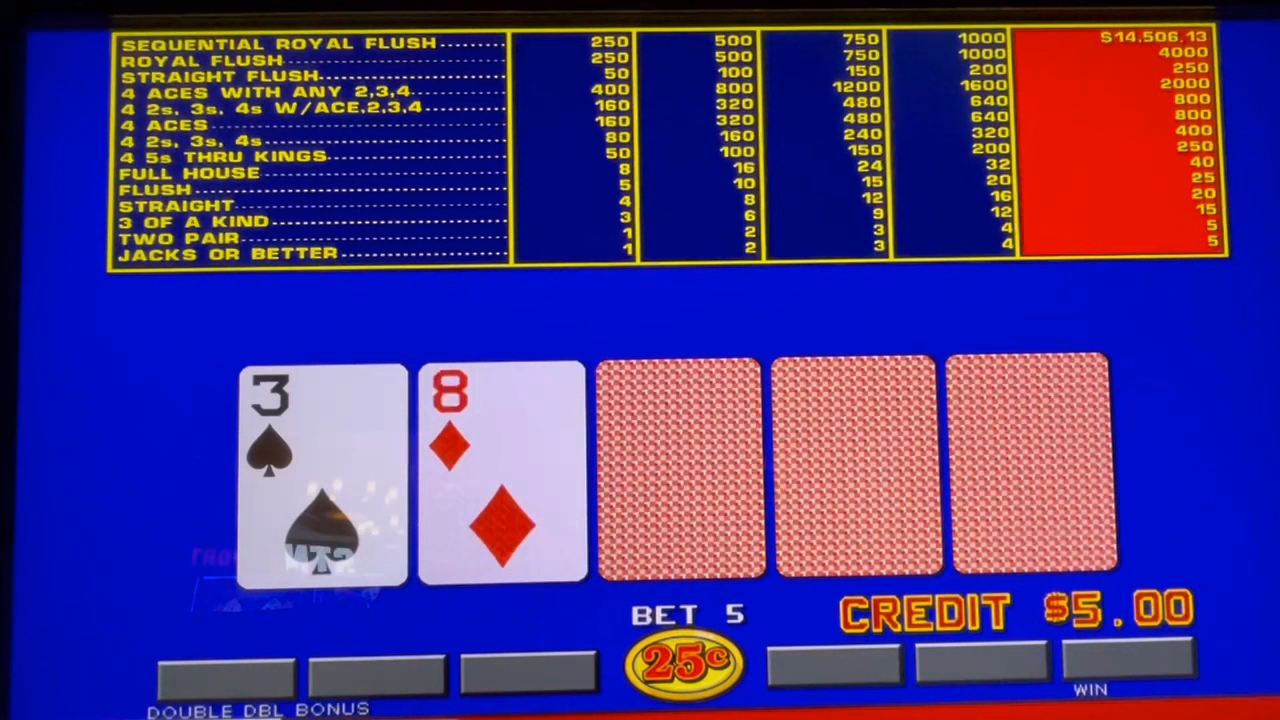 SEQUENTIAL ROYAL FLUSH 250 500 750 1000 $14,506.13
ROYAL FLUSH 250 500 750 1000 4000
STRAIGHT FLUSH 50 100 150 200 250
4 ACES WITH ANY 2,3,4 400 800 1200 1600 2000
4 2s, 3s, 4s W/ACE,2,3,4 160 320 480 640 800
4 ACES 160 320 480 640 800
4 2s, 3s, 4s 80 160 240 320 400
4 5s THRU KINGS 50 100 150 200 250
FULL HOUSE 8 16 24 32 40
FLUSH 5 10 15 20 25
STRAIGHT 4 8 12 16 20
3 OF A KIND 3 6 9 12 15
TWO PAIR 1 2 3 4 5
JACKS OR BETTER 1 2 3 4 5
3 8
BET 5 CREDIT $5.00
25¢
WIN
DOUBLE DBL BONUS